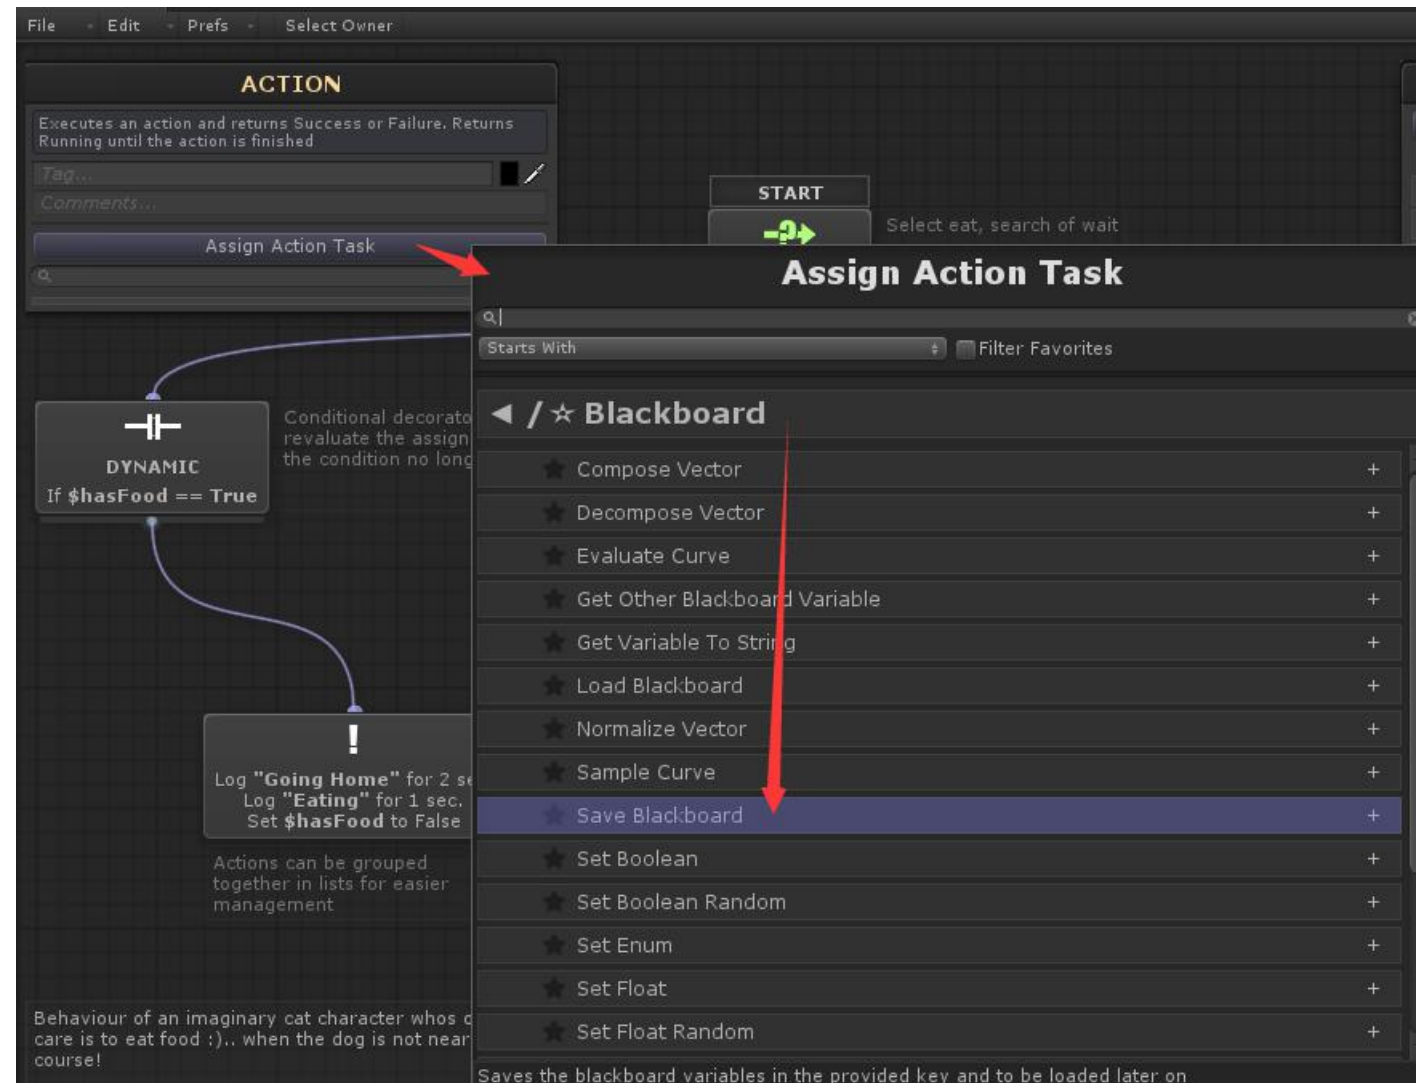 File Edit Prefs Select Owner
ACTION
Executes an action and returns Success or Failure. Returns
Running until the action is finished
Tag...
Comments...
Assign Action Task
START
Select eat, search of wait
Assign Action Task
Starts With
Filter Favorites
/ ☆ Blackboard
Compose Vector +
Decompose Vector +
Evaluate Curve +
Get Other Blackboard Variable +
Get Variable To String +
Load Blackboard +
Normalize Vector +
Sample Curve +
Save Blackboard +
Set Boolean +
Set Boolean Random +
Set Enum +
Set Float +
Set Float Random +
Saves the blackboard variables in the provided key and to be loaded later on
DYNAMIC
If $hasFood == True
Conditional decorato
revaluate the assign
the condition no long
!
Log "Going Home" for 2 se
Log "Eating" for 1 sec.
Set $hasFood to False
Actions can be grouped
together in lists for easier
management
Behaviour of an imaginary cat character whos o
care is to eat food :).. when the dog is not near
course!